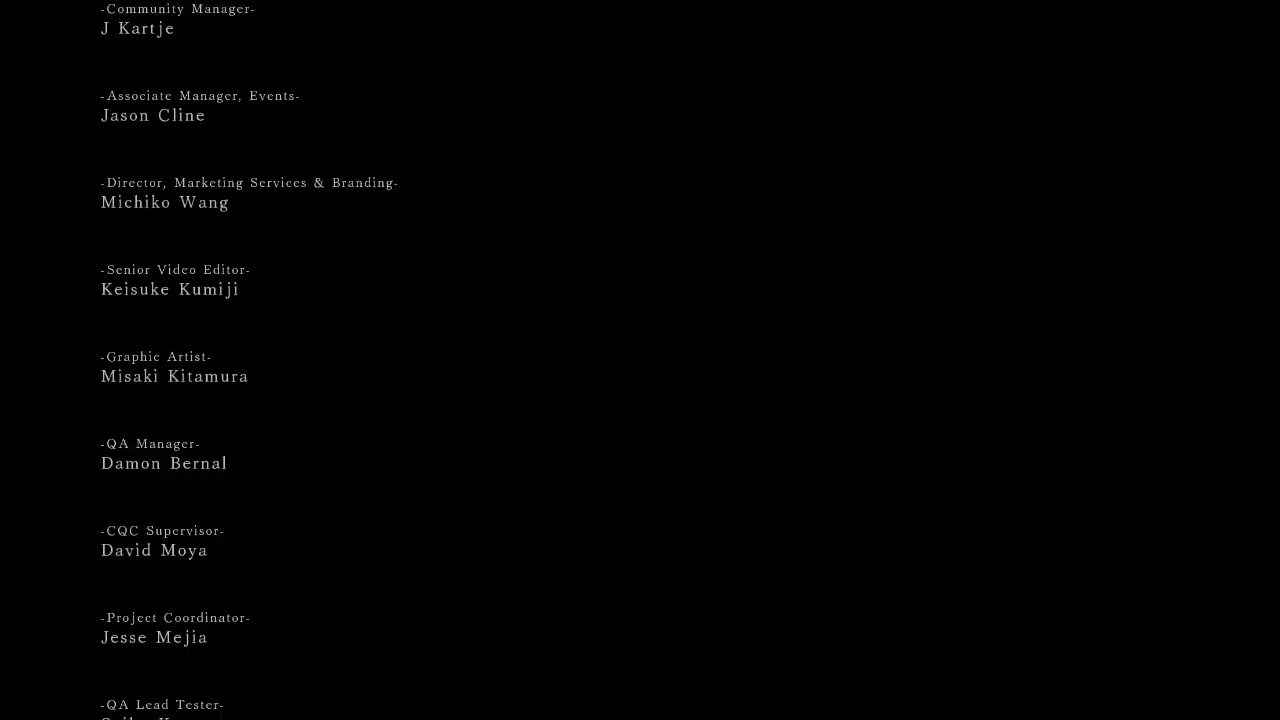 -Community Manager-
J Kartje
-Associate Manager, Events-
Jason Cline
-Director, Marketing Services & Branding-
Michiko Wang
-Senior Video Editor-
Keisuke Kumiji
-Graphic Artist-
Misaki Kitamura
-QA Manager-
Damon Bernal
-CQC Supervisor-
David Moya
-Project Coordinator-
Jesse Mejia
-QA Lead Tester-